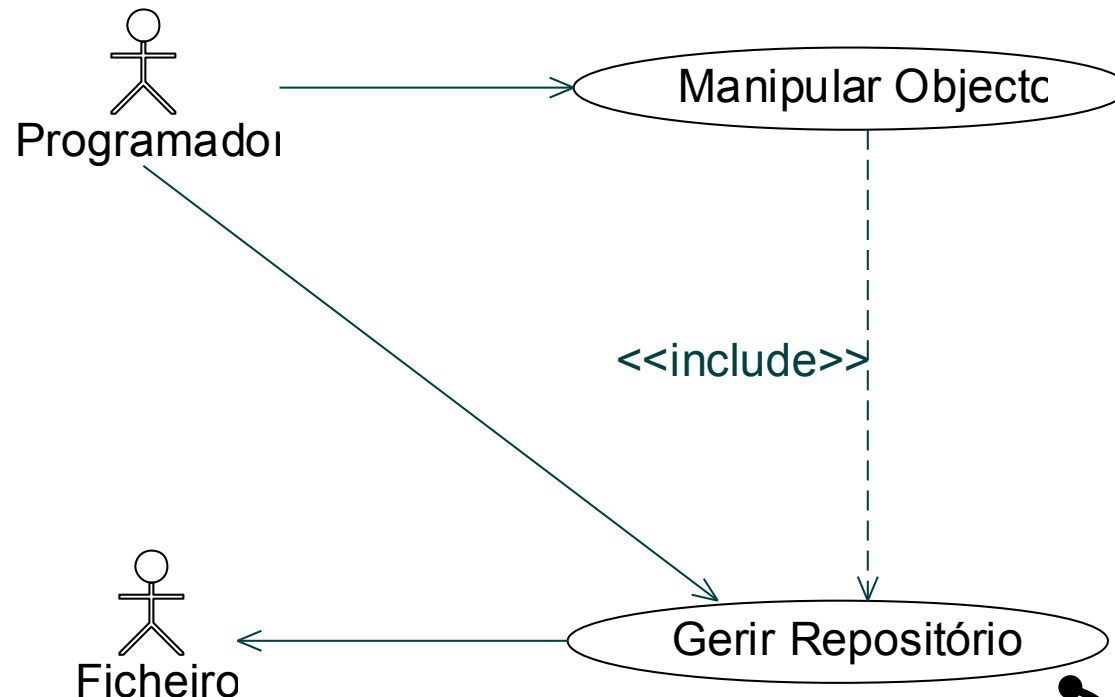 Programador
Manipular Objecto
<<include>>
Gerir Repositório
Ficheiro